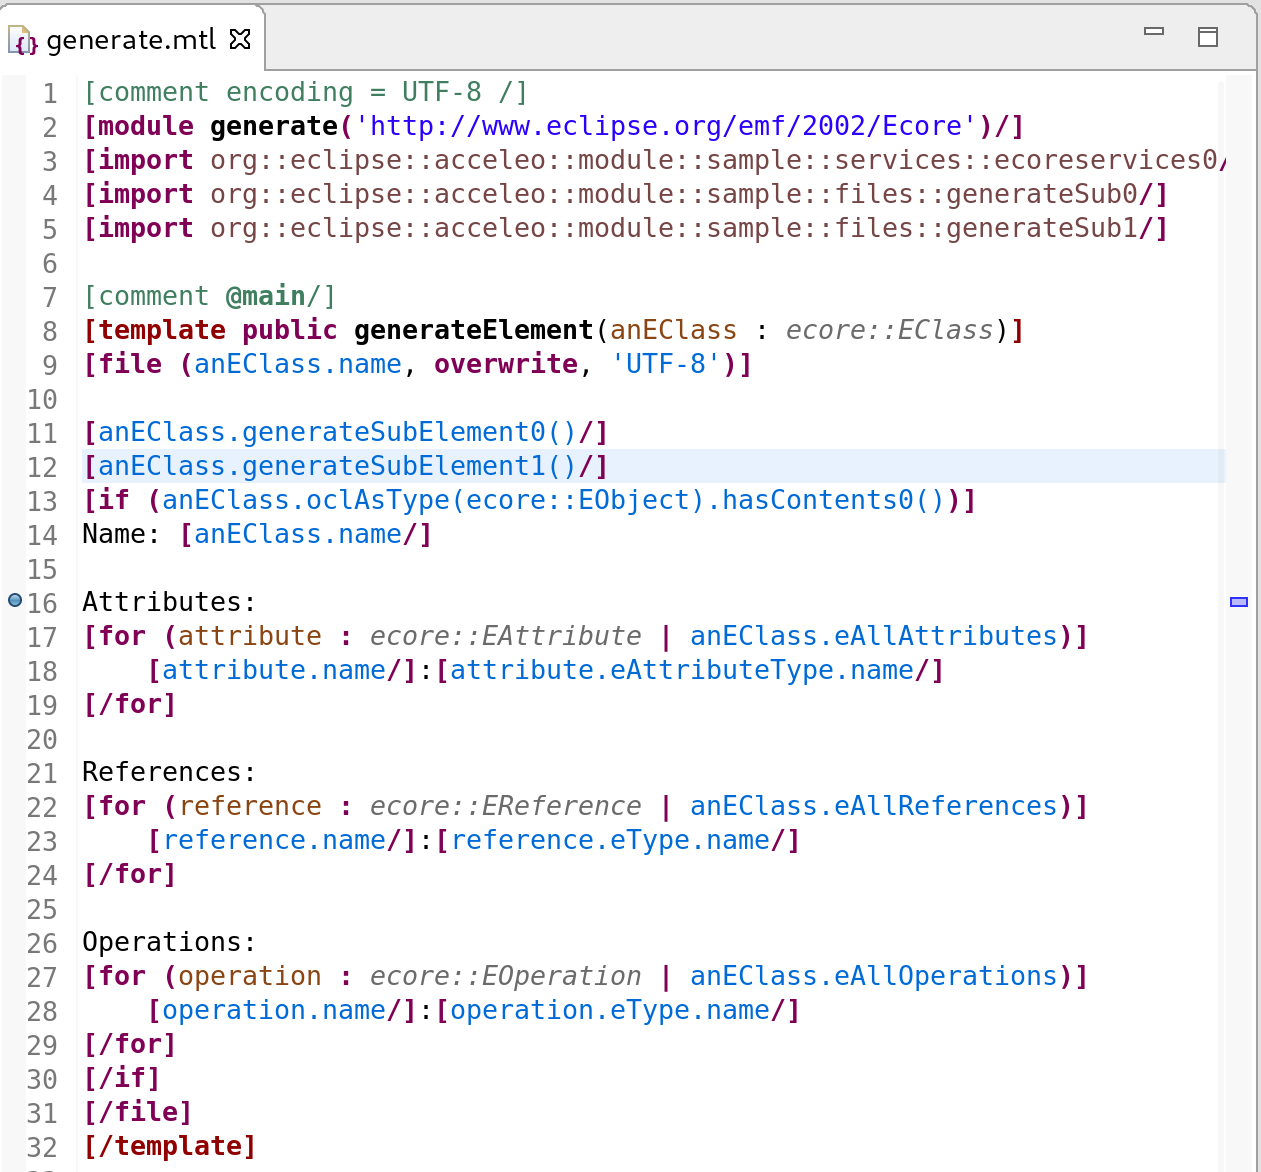 generate.mtl
1 [comment encoding = UTF-8 /]
2 [module generate('http://www.eclipse.org/emf/2002/Ecore')/]
3 [import org::eclipse::acceleo::module::sample::services::ecoreservices0/
4 [import org::eclipse::acceleo::module::sample::files::generateSub0/]
5 [import org::eclipse::acceleo::module::sample::files::generateSub1/]
6
7 [comment @main/]
8 [template public generateElement(anEClass : ecore::EClass)]
9 [file (anEClass.name, overwrite, 'UTF-8')]
10
11 [anEClass.generateSubElement0()/]
12 [anEClass.generateSubElement1()/]
13 [if (anEClass.oclAsType(ecore::EObject).hasContents0())]
14 Name: [anEClass.name/]
15
16 Attributes:
17 [for (attribute : ecore::EAttribute | anEClass.eAllAttributes)]
18     [attribute.name/]:[attribute.eAttributeType.name/]
19 [/for]
20
21 References:
22 [for (reference : ecore::EReference | anEClass.eAllReferences)]
23     [reference.name/]:[reference.eType.name/]
24 [/for]
25
26 Operations:
27 [for (operation : ecore::EOperation | anEClass.eAllOperations)]
28     [operation.name/]:[operation.eType.name/]
29 [/for]
30 [/if]
31 [/file]
32 [/template]